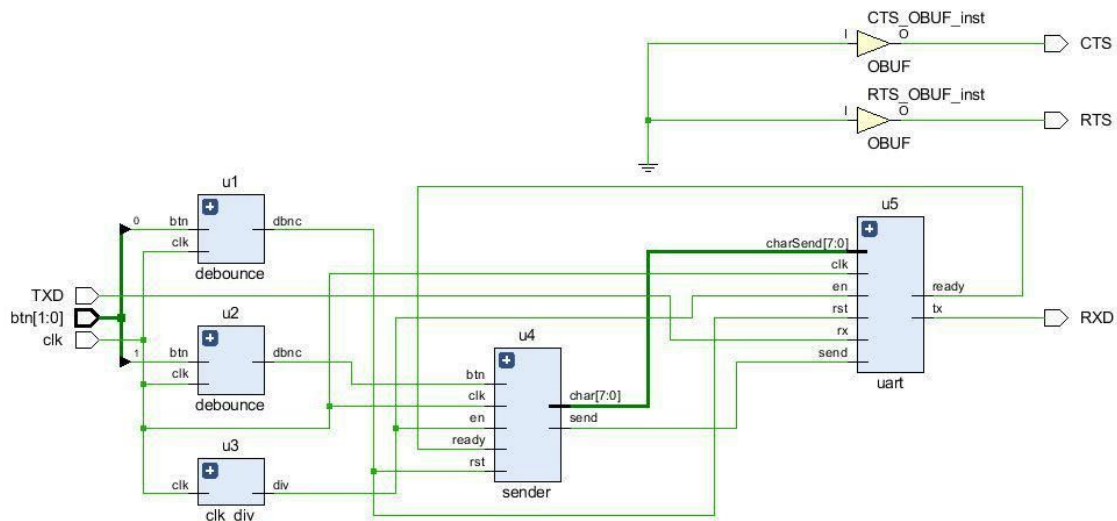 CTS_OBUF_inst
I
O
CTS
OBUF
RTS_OBUF_inst
I
O
RTS
OBUF
u1
0
btn
dbnc
clk
debounce
TXD
btn[1:0]
clk
u2
1
btn
dbnc
clk
debounce
u3
clk
div
clk_div
u4
btn
clk
char[7:0]
en
send
ready
rst
sender
u5
charSend[7:0]
clk
en
ready
rst
tx
RXD
rx
send
uart